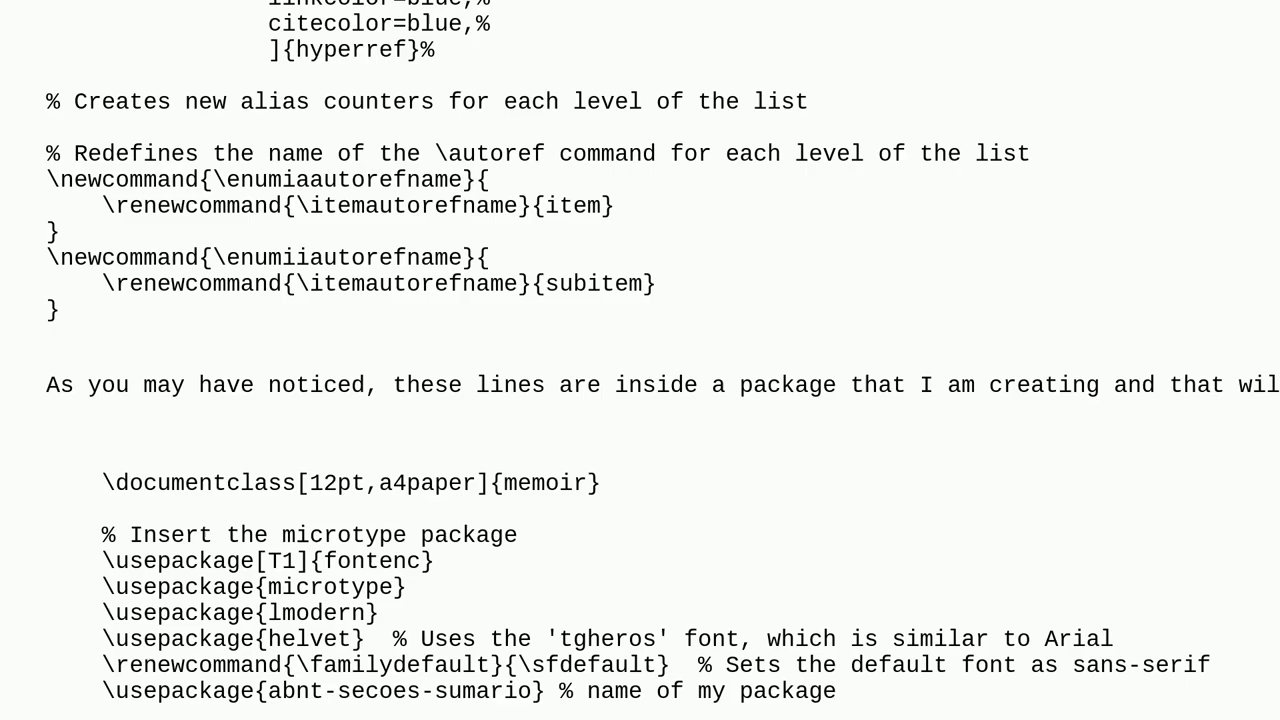 linkcolor=blue,%
citecolor=blue,%
]{hyperref}%
% Creates new alias counters for each level of the list
% Redefines the name of the \autoref command for each level of the list
\newcommand{\enumiaautorefname}{
\renewcommand{\itemautorefname}{item}
}
\newcommand{\enumiiautorefname}{
\renewcommand{\itemautorefname}{subitem}
}
As you may have noticed, these lines are inside a package that I am creating and that wil
\documentclass[12pt,a4paper]{memoir}
% Insert the microtype package
\usepackage[T1]{fontenc}
\usepackage{microtype}
\usepackage{lmodern}
\usepackage{helvet}  % Uses the 'tgheros' font, which is similar to Arial
\renewcommand{\familydefault}{\sfdefault}  % Sets the default font as sans-serif
\usepackage{abnt-secoes-sumario} % name of my package